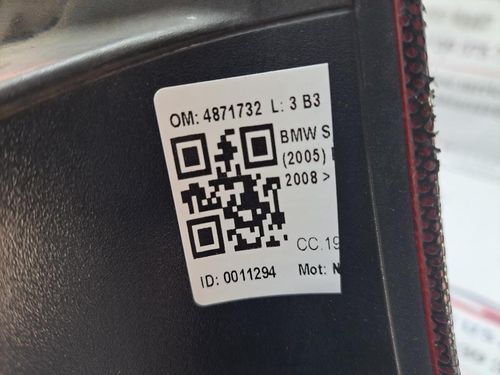 OM: 4871732 L: 3 B3
BMW S
(2005)
2008 >
CC.19
ID: 0011294 Mot: N